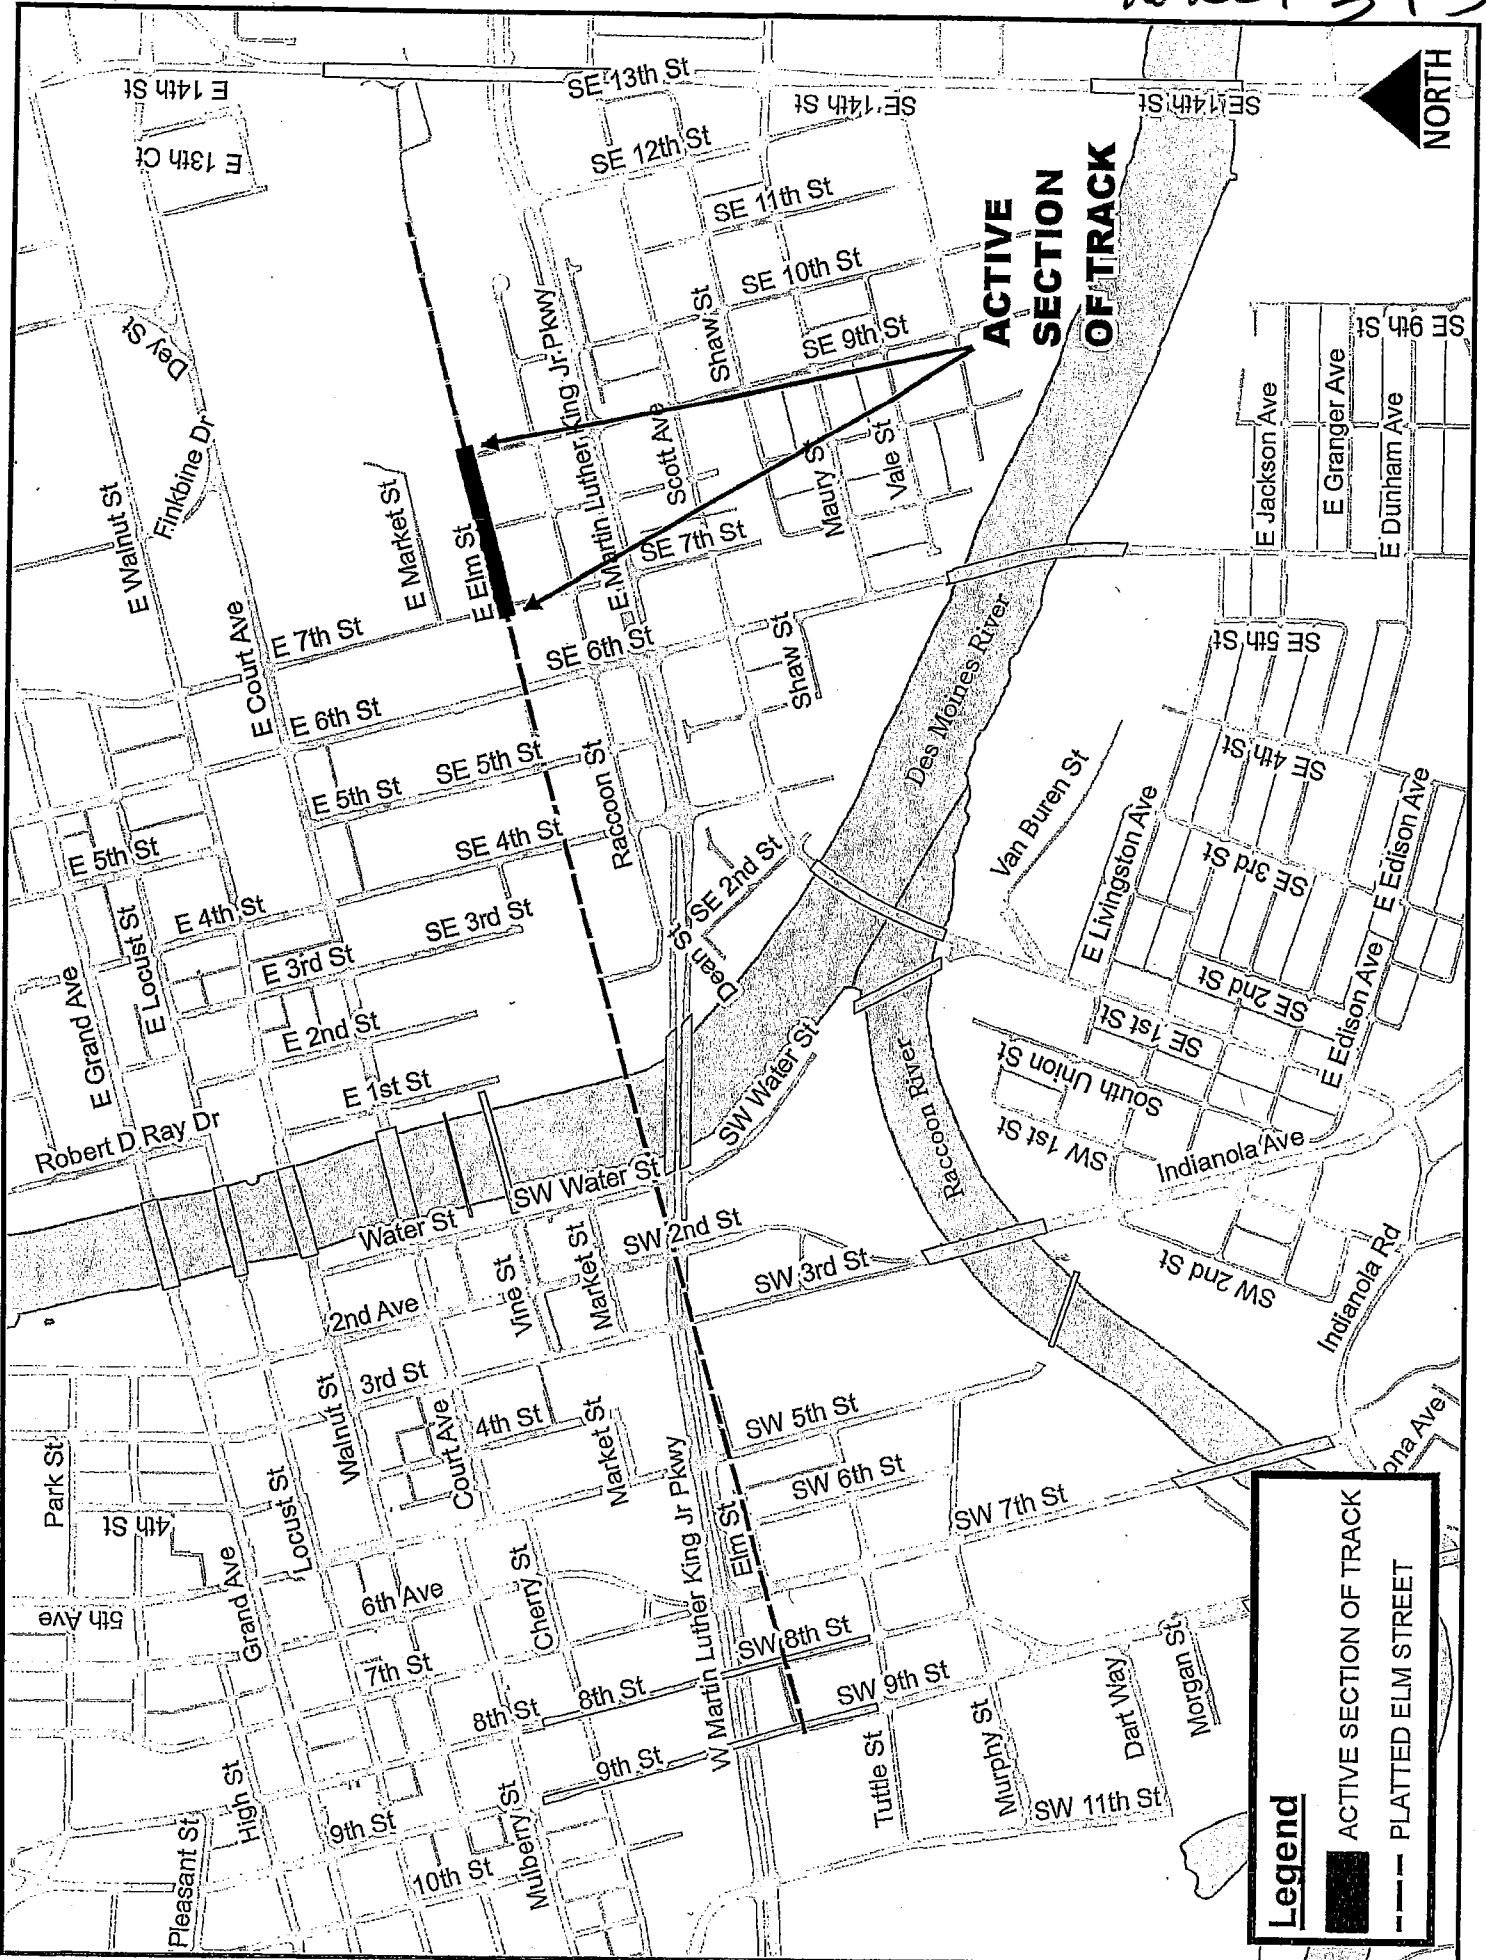 E 14th St
SE 13th St
SE 14th St
SE 14th St
NORTH
E 13th Ct
SE 12th St
SE 11th St
ACTIVE
SECTION
OF TRACK
SE 10th St
Dey St
Shaw St
SE 9th St
SE 9th St
E Walnut St
Finkbine Dr
E Market St
E Elm St
E Martin Luther King Jr Pkwy
Scott Ave
Maury St
Vale St
E Jackson Ave
E Granger Ave
E Dunham Ave
SE 7th St
E Court Ave
E 7th St
SE 6th St
Shaw St
Des Moines River
SE 5th St
E 6th St
SE 5th St
E 5th St
Raccoon St
SE 4th St
SE 4th St
E 5th St
E 4th St
SE 3rd St
SE 2nd St
Dean St
Van Buren St
E Livingston Ave
SE 3rd St
E Edison Ave
E Grand Ave
E Locust St
E 3rd St
E 2nd St
E 1st St
Robert D Ray Dr
SW Water St
Raccoon River
SE 2nd St
SE 1st St
South Union St
E Edison Ave
SW 1st St
Indianola Ave
Water St
SW Water St
Vine St
Market St
SW 2nd St
SW 3rd St
SW 2nd St
Indianola Rd
2nd Ave
3rd St
Walnut St
Court Ave
4th St
Market St
SW 5th St
SW 6th St
SW 7th St
ona Ave
Park St
4th St
Locust St
Grand Ave
5th Ave
6th Ave
Cherry St
W Martin Luther King Jr Pkwy
Elm St
7th St
8th St
8th St
SW 8th St
SW 9th St
9th St
Tuttle St
Murphy St
Dart Way
Morgan St
SW 11th St
Pleasant St
High St
9th St
10th St
Mulberry St
Legend
ACTIVE SECTION OF TRACK
PLATTED ELM STREET